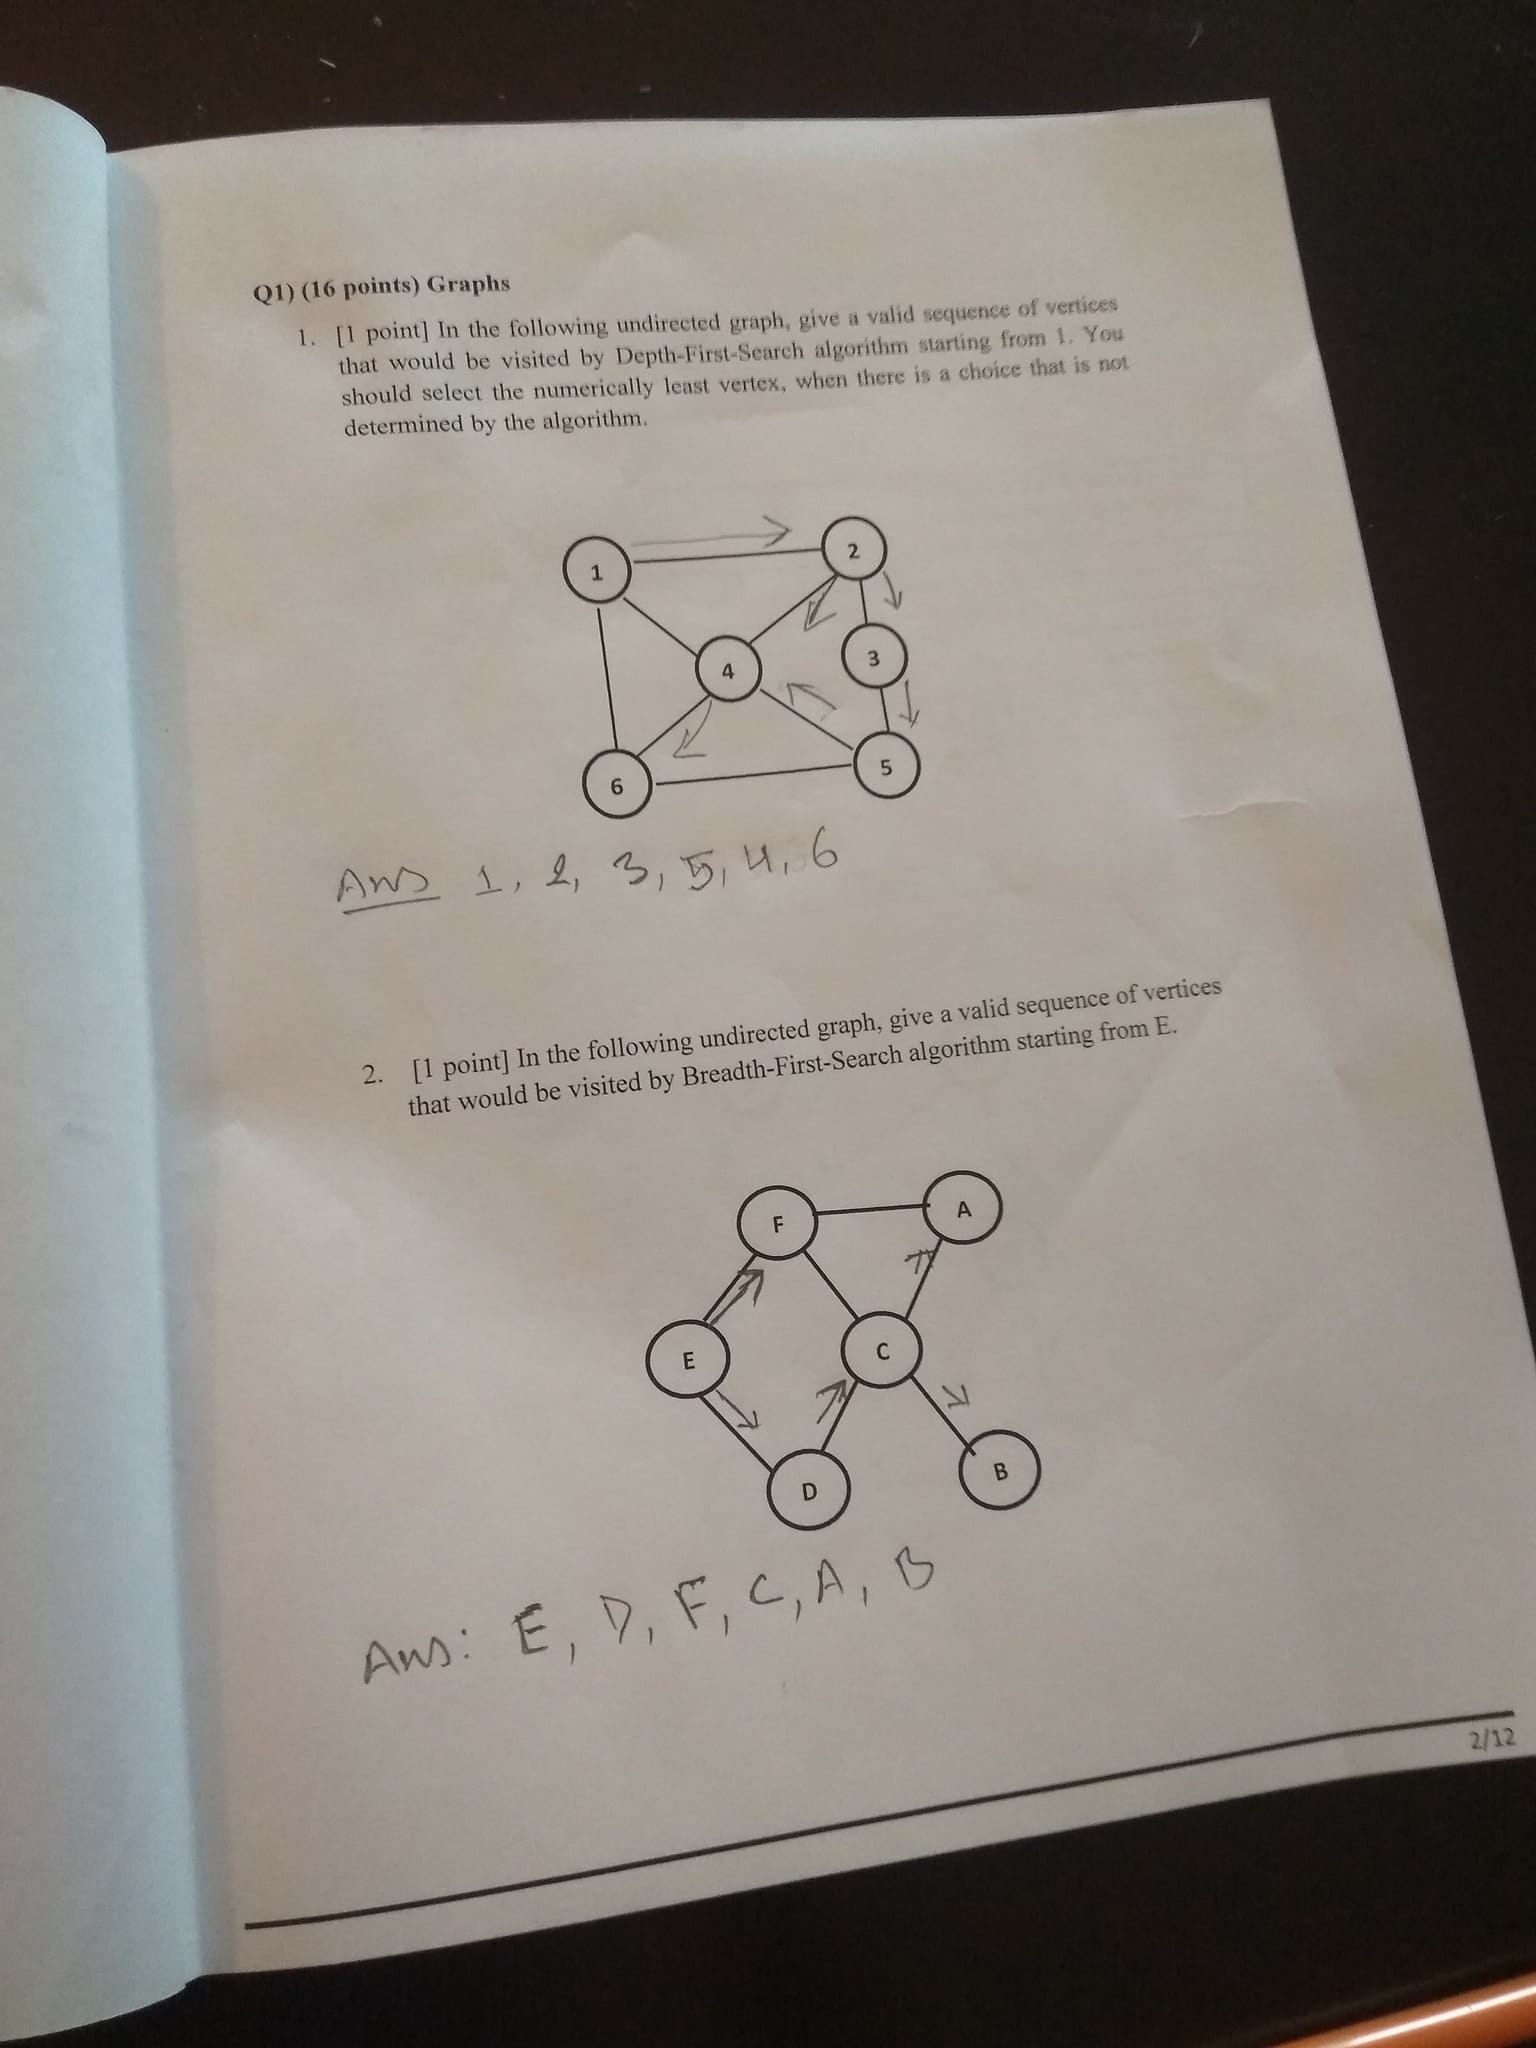 Q1) (16 points) Graphs
1. [1 point] In the following undirected graph, give a valid sequence of vertices
that would be visited by Depth-First-Search algorithm starting from 1. You
should select the numerically least vertex, when there is a choice that is not
determined by the algorithm.
1
2
4
3
6
5
Ans 1, 2, 3, 5, 4, 6
2. [1 point] In the following undirected graph, give a valid sequence of vertices
that would be visited by Breadth-First-Search algorithm starting from E.
F
A
E
C
D
B
Ans: E, D, F, C, A, B
2/12